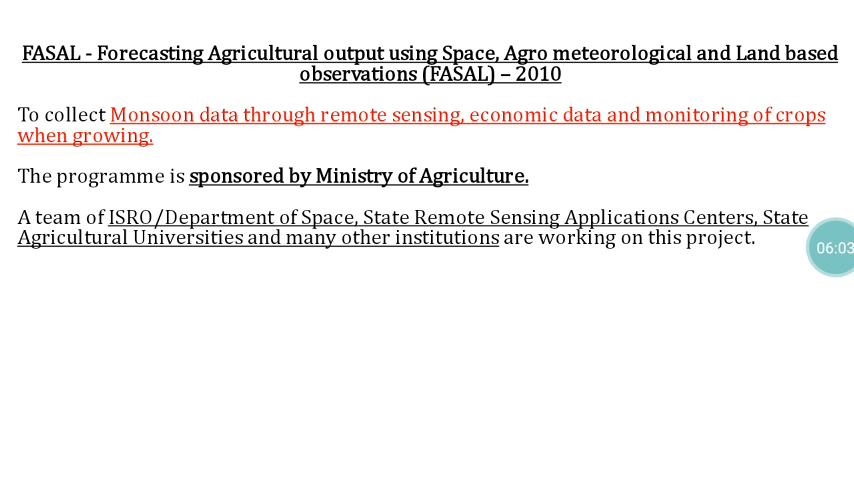 FASAL - Forecasting Agricultural output using Space, Agro meteorological and Land based
observations (FASAL) – 2010
To collect Monsoon data through remote sensing, economic data and monitoring of crops
when growing.
The programme is sponsored by Ministry of Agriculture.
A team of ISRO/Department of Space, State Remote Sensing Applications Centers, State
Agricultural Universities and many other institutions are working on this project.
06:03